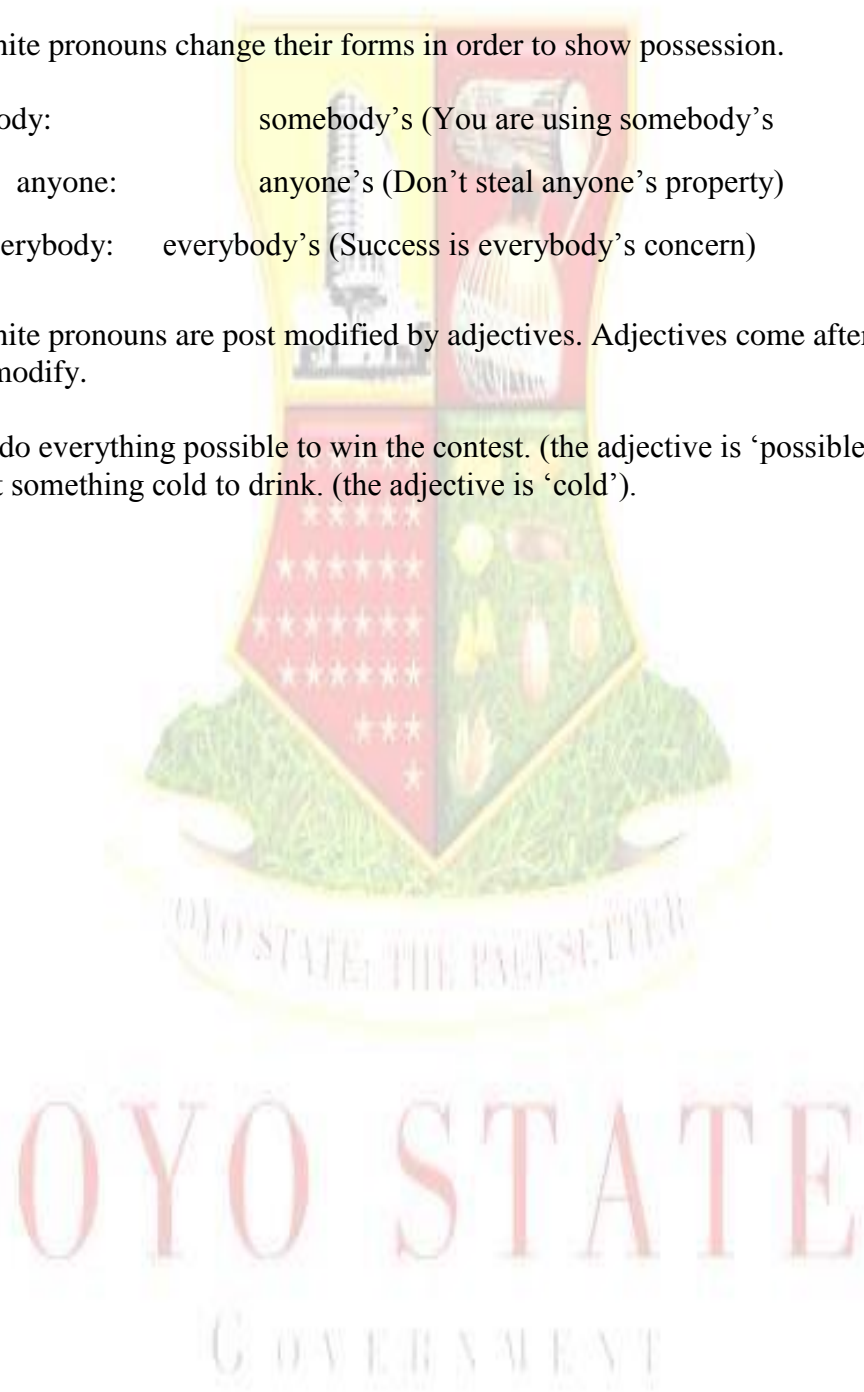 nite pronouns change their forms in order to show possession.
ody: somebody’s (You are using somebody’s
anyone: anyone’s (Don’t steal anyone’s property)
erybody: everybody’s (Success is everybody’s concern)
nite pronouns are post modified by adjectives. Adjectives come after
modify.
do everything possible to win the contest. (the adjective is ‘possible
t something cold to drink. (the adjective is ‘cold’).
OYO STATE: THE PACESETTER
OYO STATE
GOVERNMENT